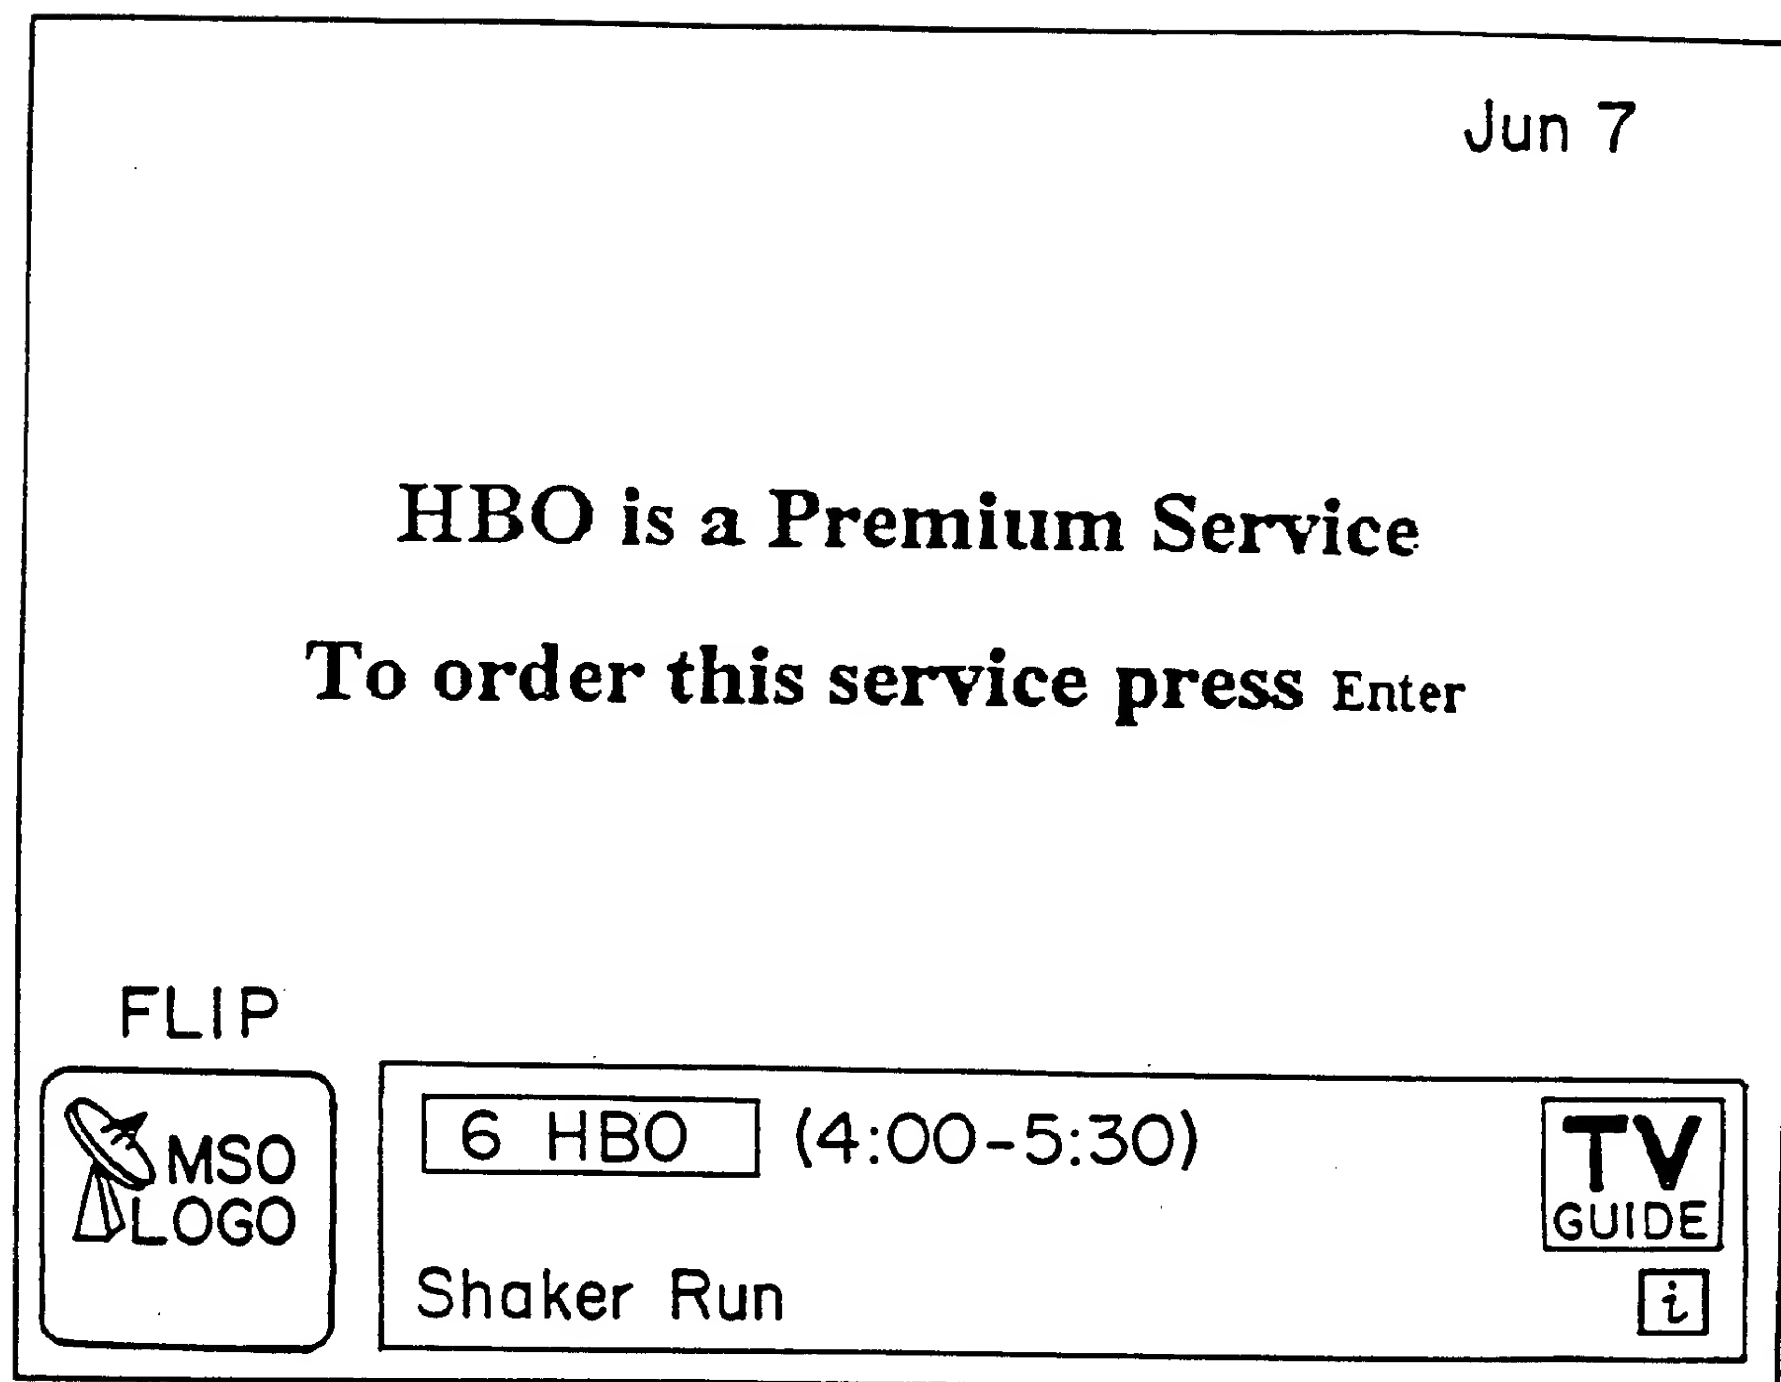 Jun 7
HBO is a Premium Service
To order this service press Enter
FLIP
MSO
LOGO
6 HBO (4:00-5:30)
TV
GUIDE
Shaker Run
i